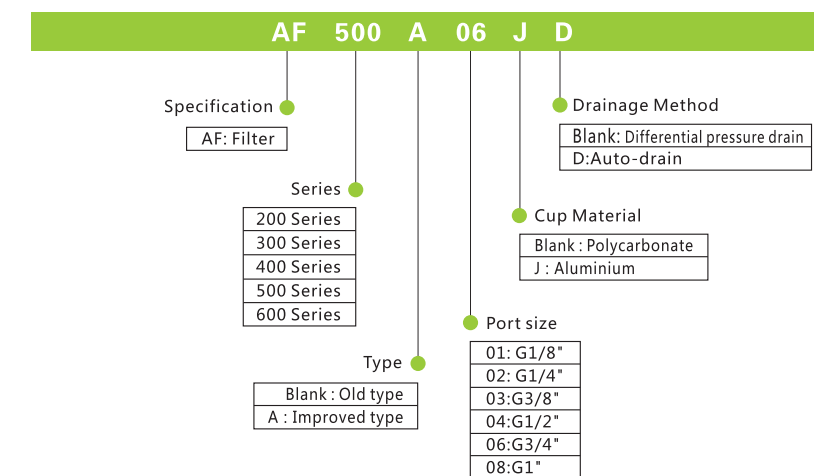 AF 500 A 06 J D
Specification
AF: Filter
Series
200 Series
300 Series
400 Series
500 Series
600 Series
Type
Blank : Old type
A : Improved type
Port size
01: G1/8"
02: G1/4"
03:G3/8"
04:G1/2"
06:G3/4"
08:G1"
Cup Material
Blank : Polycarbonate
J : Aluminium
Drainage Method
Blank: Differential pressure drain
D:Auto-drain